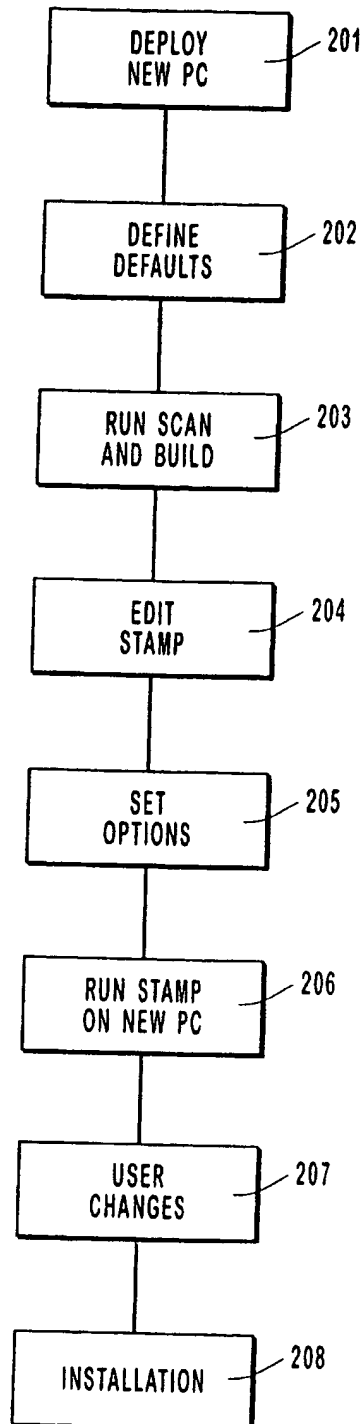 DEPLOY
NEW PC
201
DEFINE
DEFAULTS
202
RUN SCAN
AND BUILD
203
EDIT
STAMP
204
SET
OPTIONS
205
RUN STAMP
ON NEW PC
206
USER
CHANGES
207
INSTALLATION
208